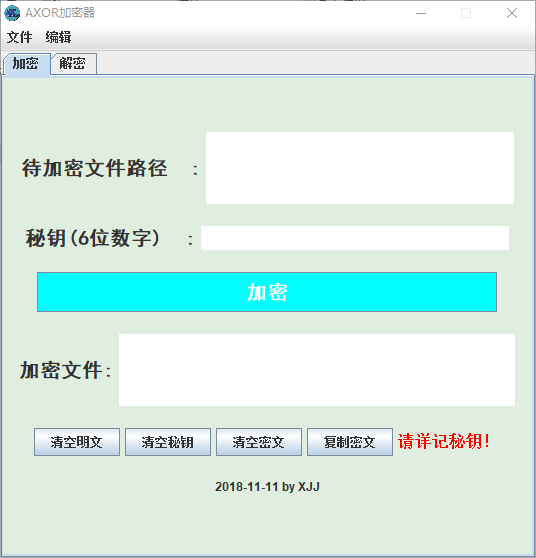 AXOR加密器
文件 编辑
加密 解密
待加密文件路径 :
秘钥(6位数字) :
加密
加密文件:
清空明文 清空秘钥 清空密文 复制密文 请详记秘钥!
2018-11-11 by XJJ